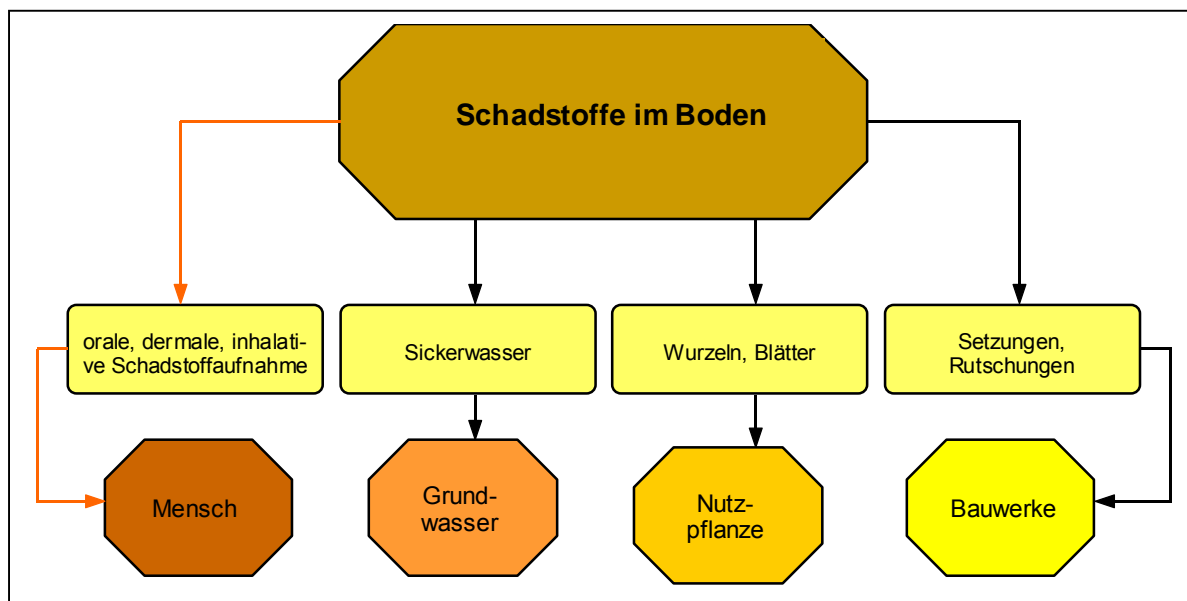 Schadstoffe im Boden
orale, dermale, inhalati-
ve Schadstoffaufnahme
Sickerwasser
Wurzeln, Blätter
Setzungen,
Rutschungen
Mensch
Grund-
wasser
Nutz-
pflanze
Bauwerke